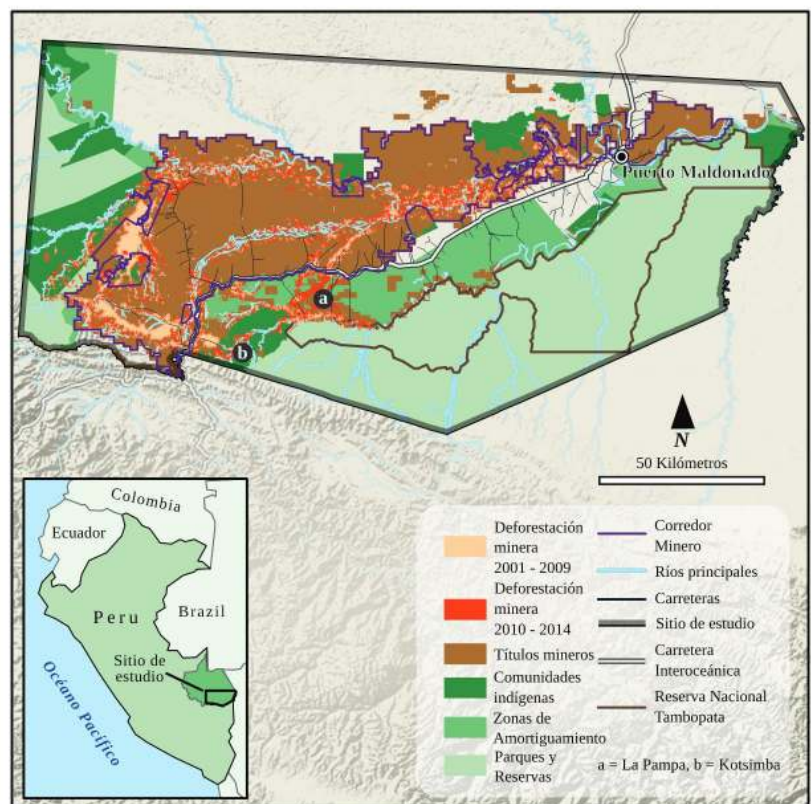 Puerto Maldonado
a
b
N
50 Kilómetros
Colombia
Ecuador
Peru
Brazil
Sitio de
estudio
Océano Pacífico
Deforestación
minera
2001 - 2009
Deforestación
minera
2010 - 2014
Títulos mineros
Comunidades
indígenas
Zonas de
Amortiguamiento
Parques y
Reservas
Corredor
Minero
Ríos principales
Carreteras
Sitio de estudio
Carretera
Interoceánica
Reserva Nacional
Tambopata
a = La Pampa, b = Kotsimba